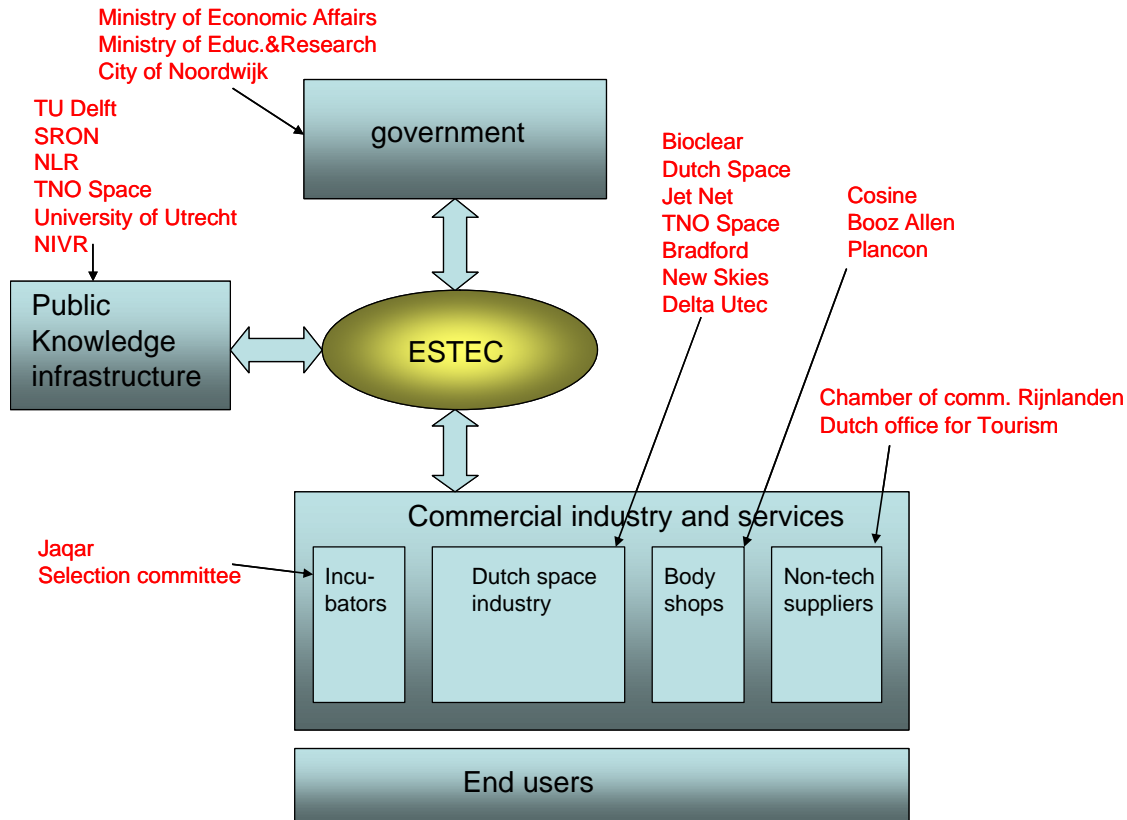 Ministry of Economic Affairs
Ministry of Educ.&Research
City of Noordwijk
government
TU Delft
SRON
NLR
TNO Space
University of Utrecht
NIVR
Bioclear
Dutch Space
Jet Net
TNO Space
Bradford
New Skies
Delta Utec
Cosine
Booz Allen
Plancon
Public
Knowledge
infrastructure
ESTEC
Chamber of comm. Rijnlanden
Dutch office for Tourism
Commercial industry and services
Jaqar
Selection committee
Incu-
bators
Dutch space
industry
Body
shops
Non-tech
suppliers
End users